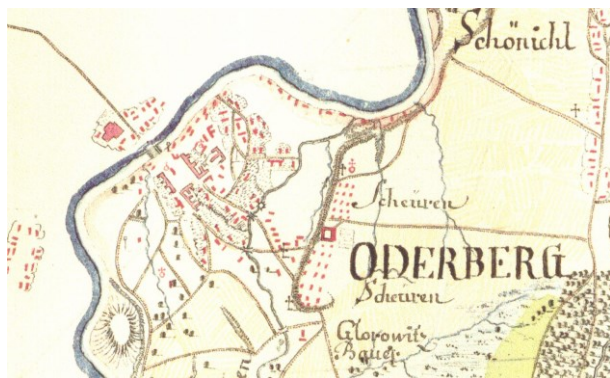 Schönichl
Scheuren
ODERBERG
Scheuren
Glorowitz
Bauer